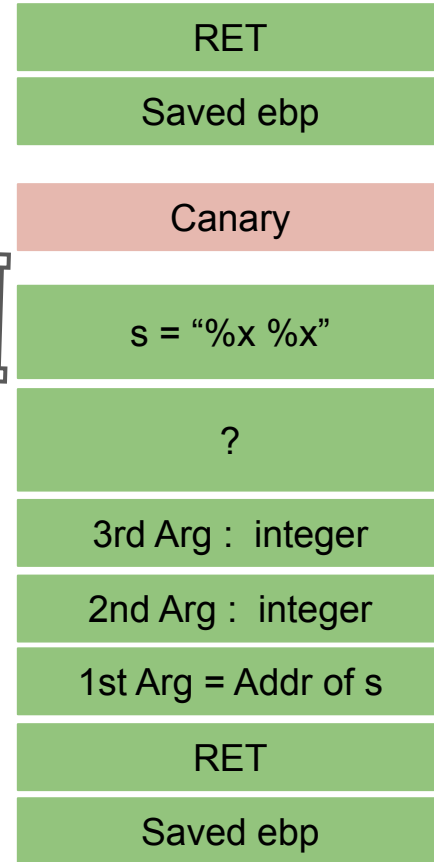 RET
Saved ebp
Canary
s = “%x %x”
?
3rd Arg :  integer
2nd Arg :  integer
1st Arg = Addr of s
RET
Saved ebp